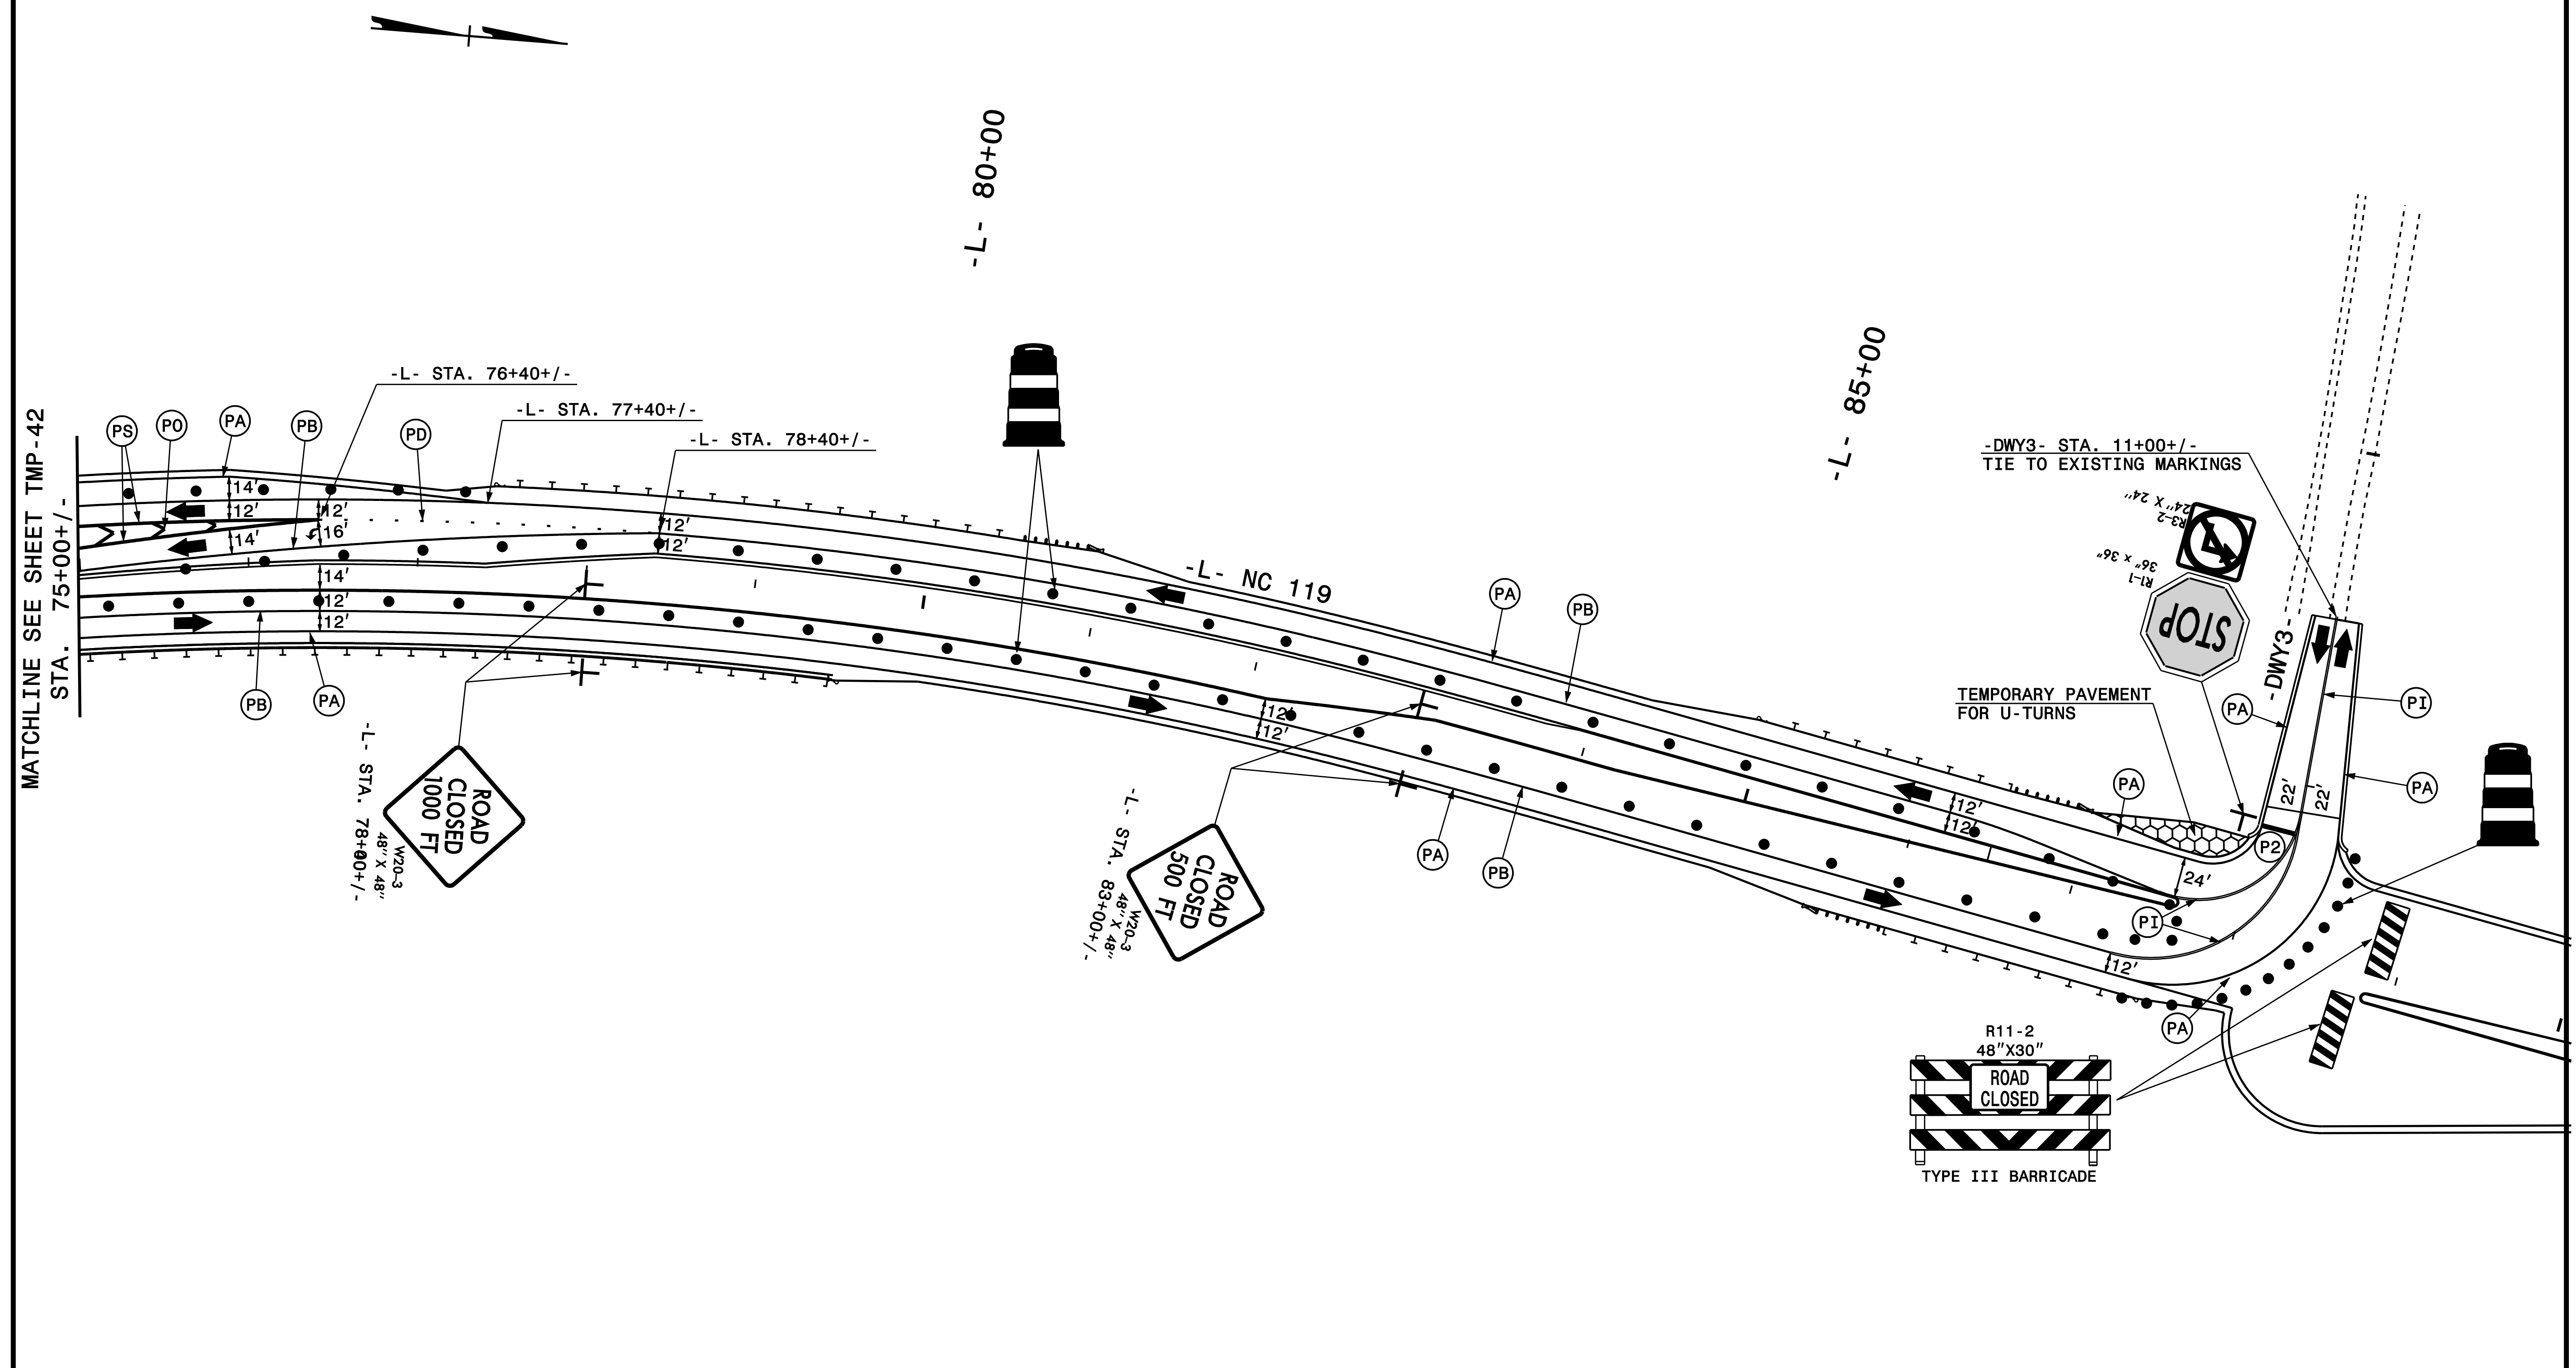 -L- 80+00
-L- 85+00
MATCHLINE SEE SHEET TMP-42
STA. 75+00+/-
-L- STA. 76+40+/-
-L- STA. 77+40+/-
-L- STA. 78+40+/-
PS
PO
PA
PB
PD
14'
12'
14'
12'
16'
12'
12'
14'
12'
12'
PB
PA
-L- NC 119
PA
PB
12'
12'
-L- STA. 78+00+/-
ROAD
CLOSED
1000 FT
W20-3
48" X 48"
-L- STA. 83+00+/-
ROAD
CLOSED
500 FT
W20-3
48" X 48"
PA
PB
12'
12'
-DWY3- STA. 11+00+/-
TIE TO EXISTING MARKINGS
R3-2
24" X 24"
R1-1
36" x 36"
STOP
-DWY3-
TEMPORARY PAVEMENT
FOR U-TURNS
PA
PI
PA
PA
22'
22'
P2
24'
PI
12'
PA
R11-2
48"X30"
ROAD
CLOSED
TYPE III BARRICADE